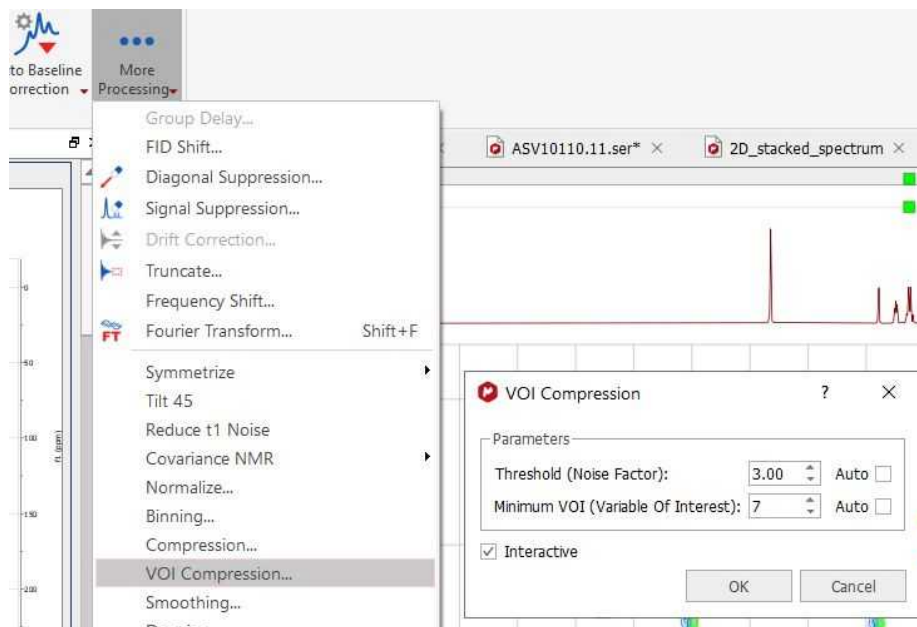 to Baseline
orrection
More
Processing
Group Delay...
FID Shift...
Diagonal Suppression...
Signal Suppression...
Drift Correction...
Truncate...
Frequency Shift...
Fourier Transform... Shift+F
FT
Symmetrize
Tilt 45
Reduce t1 Noise
Covariance NMR
Normalize...
Binning...
Compression...
VOI Compression...
Smoothing...
ASV10110.11.ser* ×
2D_stacked_spectrum ×
0
50
100
150
200
f1 (ppm)
VOI Compression ? ×
Parameters
Threshold (Noise Factor): 3.00 Auto
Minimum VOI (Variable Of Interest): 7 Auto
Interactive
OK Cancel